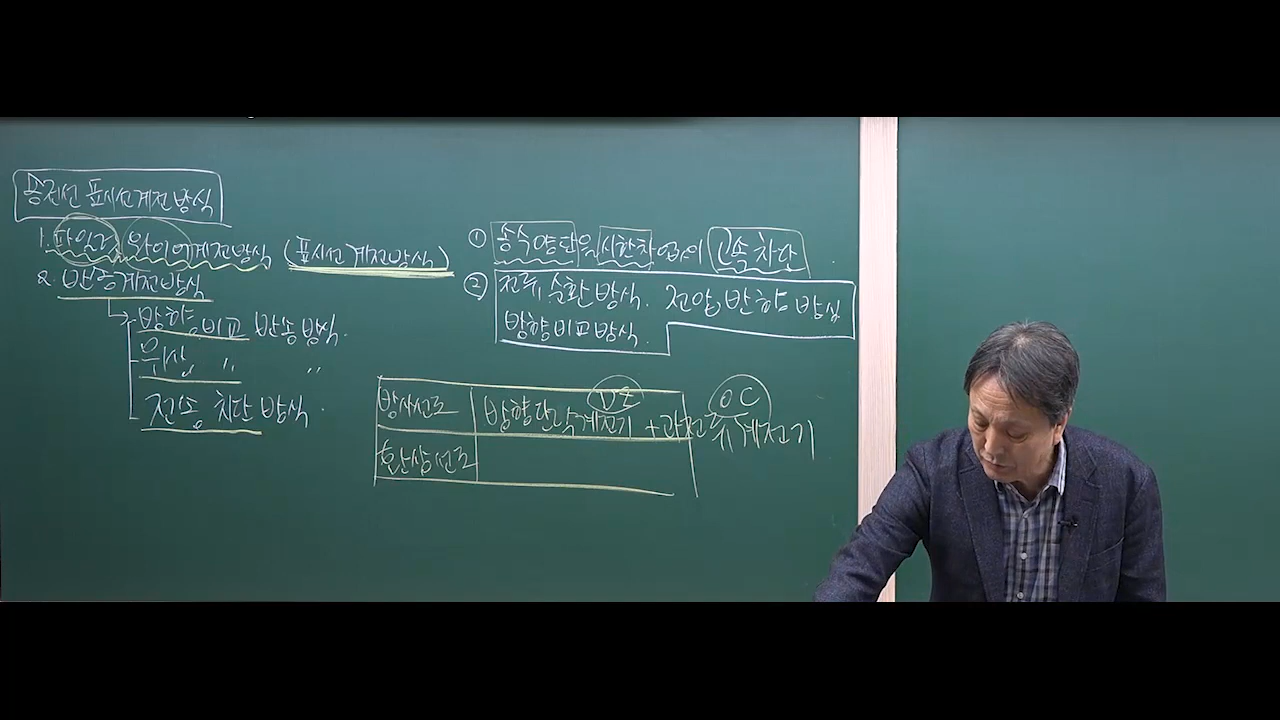 송전선 표시선계전방식
1. 파일럿 와이어계전방식 (표시선 계전방식)
2. 반송계전방식
방향비교 반송방식.
위상 〃 〃
전송 차단 방식.
① 송수 양단을 시한차 없이 고속차단.
② 전류 순환방식. 전압 반향 방식
방향비교방식.
방사선로 방향단락계전기 DS + 과전류계전기 OC
환상선로